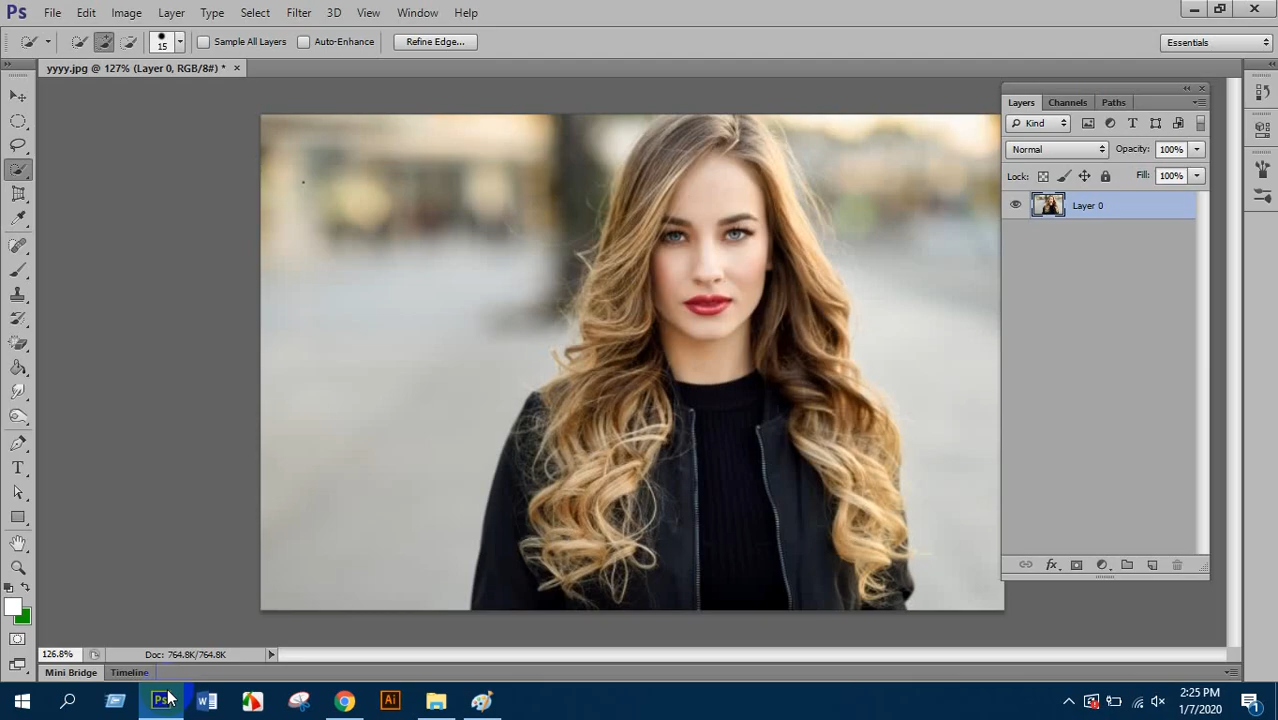 Ps File Edit Image Layer Type Select Filter 3D View Window Help
15 Sample All Layers Auto-Enhance Refine Edge... Essentials
yyyy.jpg @ 127% (Layer 0, RGB/8#) * ×
Layers Channels Paths
Kind
Normal Opacity: 100%
Lock: Fill: 100%
Layer 0
T
fx
126.8% Doc: 764.8K/764.8K
Mini Bridge Timeline
Ps W Ai
2:25 PM
1/7/2020
1